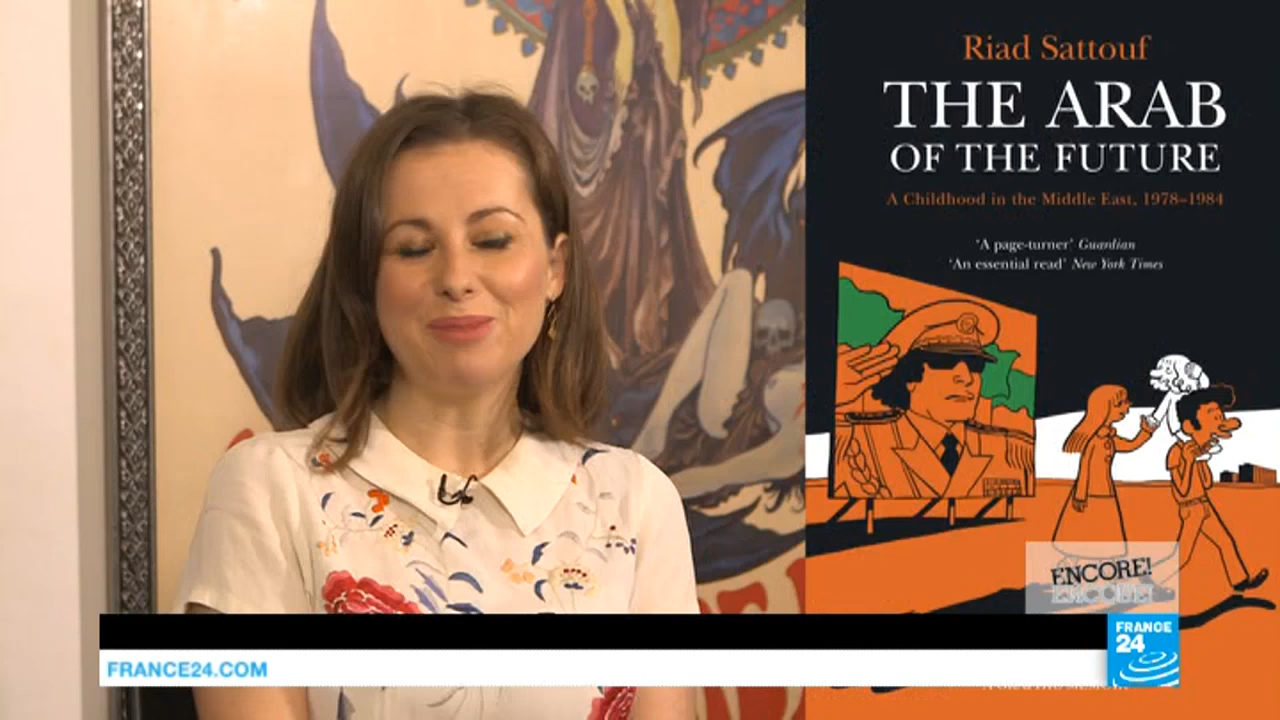 Riad Sattouf
THE ARAB
OF THE FUTURE
A Childhood in the Middle East, 1978–1984
‘A page-turner’ Guardian
‘An essential read’ New York Times
ENCORE!
ENCORE!
FRANCE
24
FRANCE24.COM